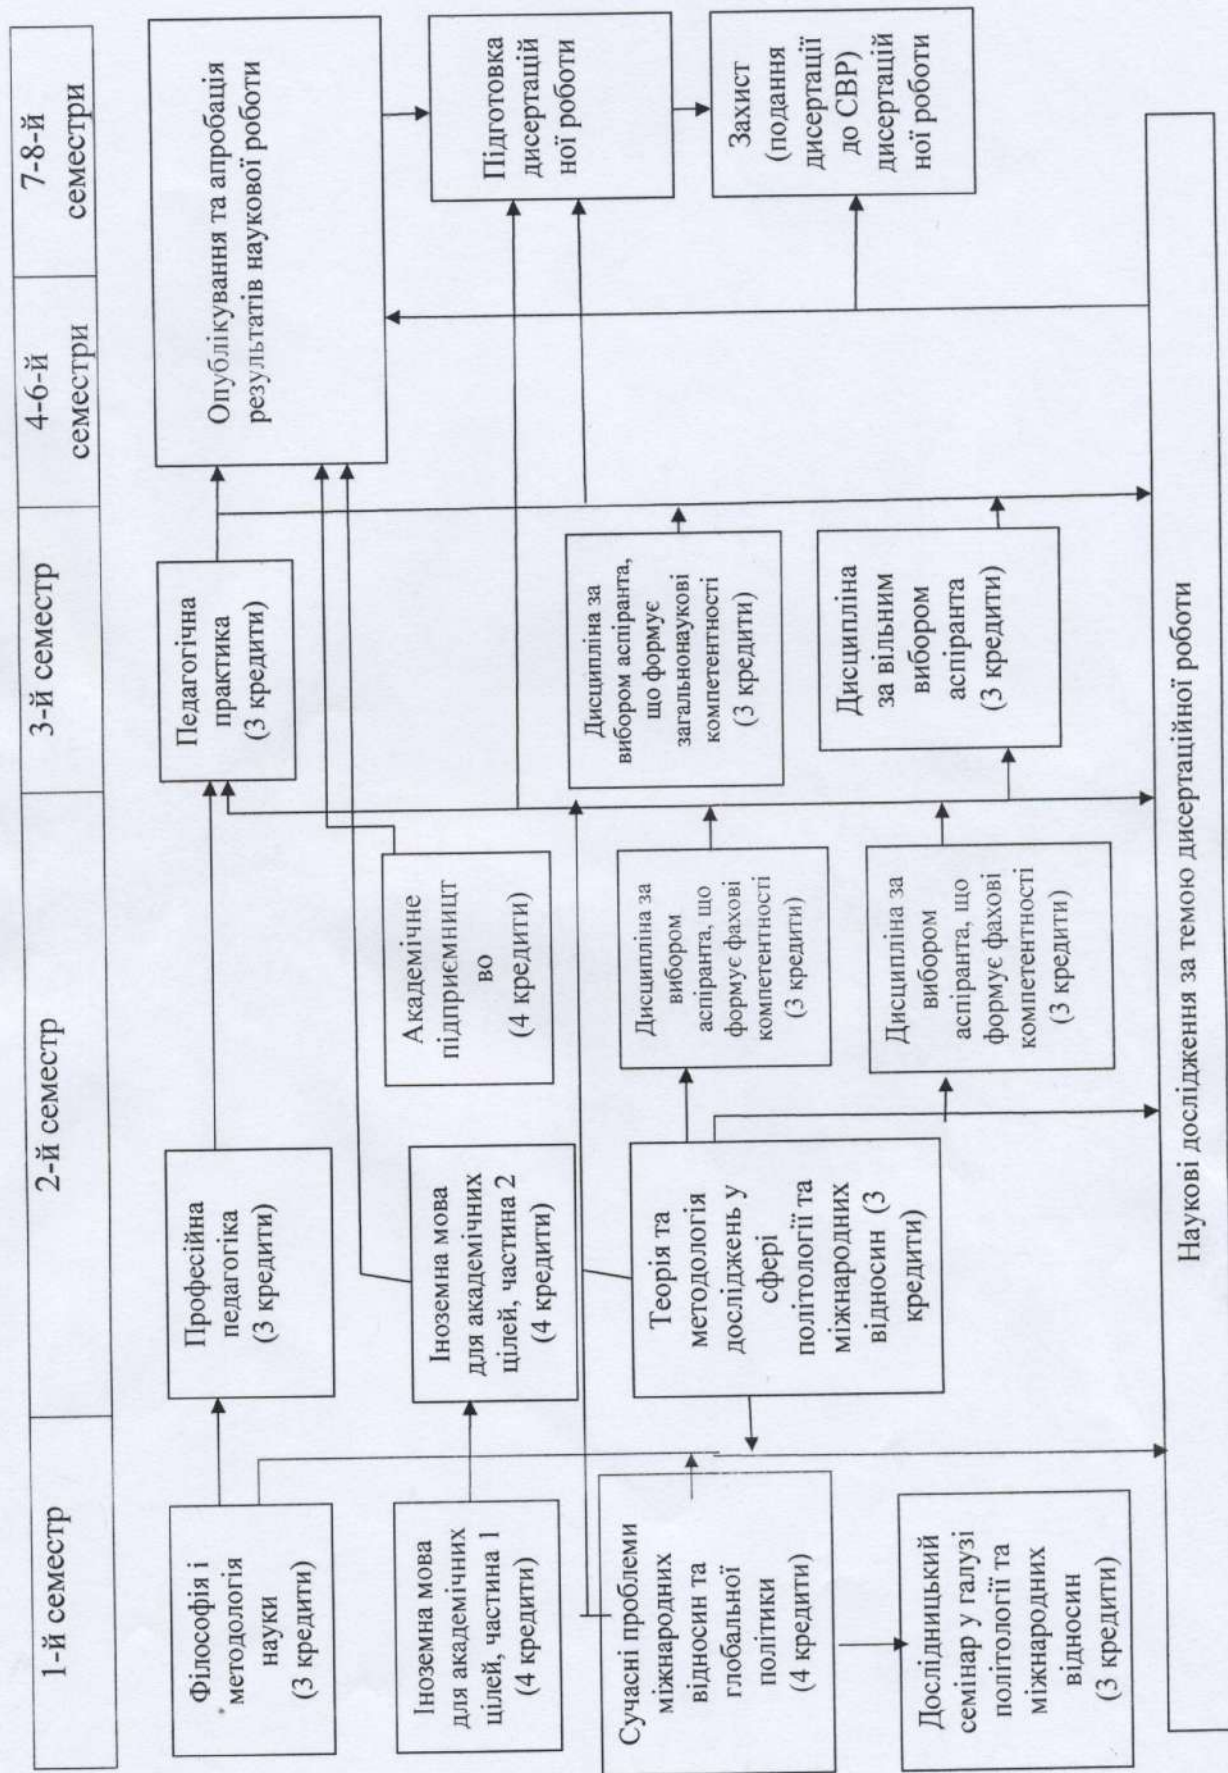 1-й семестр
2-й семестр
3-й семестр
4-6-й
семестри
7-8-й
семестри
Філософія і
методологія
науки
(3 кредити)
Професійна
педагогіка
(3 кредити)
Педагогічна
практика
(3 кредити)
Опублікування та апробація
результатів наукової роботи
Іноземна мова
для академічних
цілей, частина 1
(4 кредити)
Іноземна мова
для академічних
цілей, частина 2
(4 кредити)
Академічне
підприємницт
во
(4 кредити)
Підготовка
дисертацій
ної роботи
Сучасні проблеми
міжнародних
відносин та
глобальної
політики
(4 кредити)
Теорія та
методологія
досліджень у
сфері
політології та
міжнародних
відносин (3
кредити)
Дисципліна за
вибором
аспіранта, що
формує фахові
компетентності
(3 кредити)
Дисципліна за
вибором аспіранта,
що формує
загальнонаукові
компетентності
(3 кредити)
Захист
(подання
дисертації
до СВР)
дисертацій
ної роботи
Дослідницький
семінар у галузі
політології та
міжнародних
відносин
(3 кредити)
Дисципліна за
вибором
аспіранта, що
формує фахові
компетентності
(3 кредити)
Дисципліна
за вільним
вибором
аспіранта
(3 кредити)
Наукові дослідження за темою дисертаційної роботи